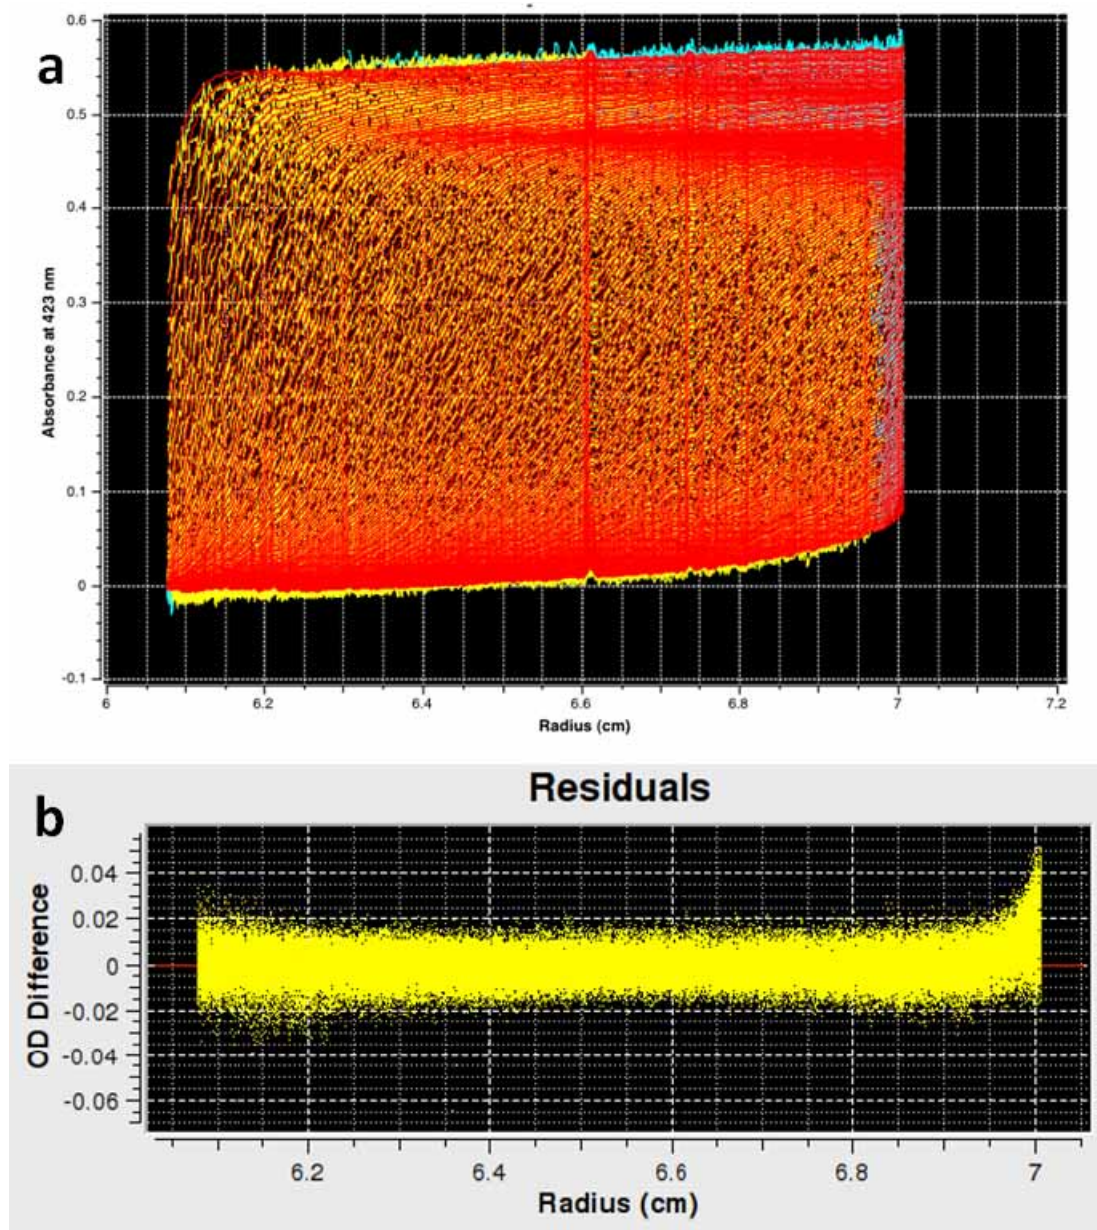 a
0.6
0.5
0.4
0.3
0.2
0.1
0
-0.1
Absorbance at 423 nm
6 6.2 6.4 6.6 6.8 7 7.2
Radius (cm)
Residuals
b
0.04
0.02
0
-0.02
-0.04
-0.06
OD Difference
6.2 6.4 6.6 6.8 7
Radius (cm)